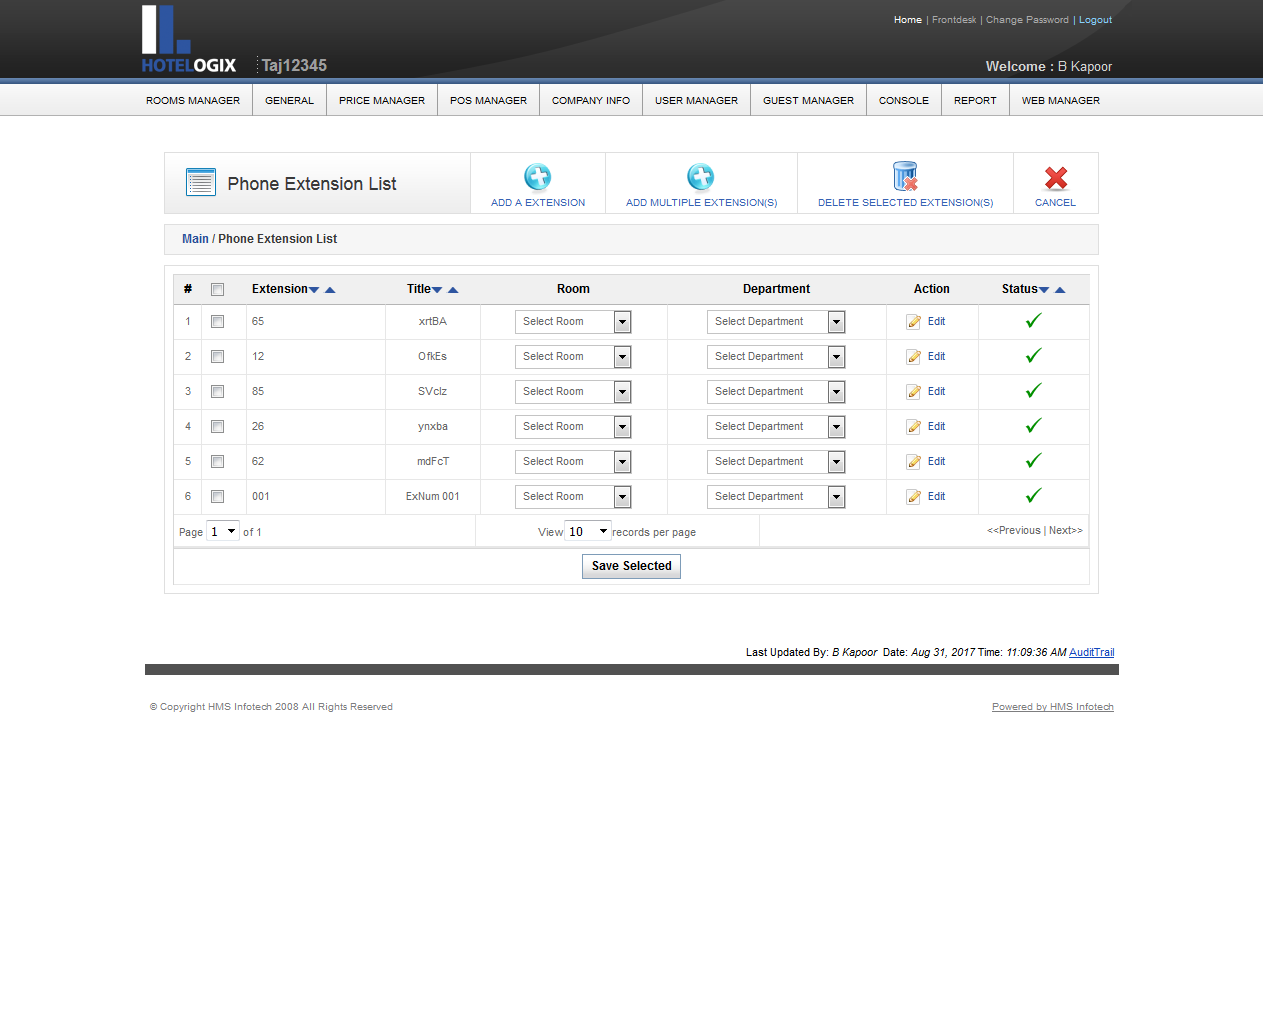 Home | Frontdesk | Change Password | Logout
HOTELOGIX Taj12345
Welcome : B Kapoor
ROOMS MANAGER GENERAL PRICE MANAGER POS MANAGER COMPANY INFO USER MANAGER GUEST MANAGER CONSOLE REPORT WEB MANAGER
Phone Extension List
ADD A EXTENSION ADD MULTIPLE EXTENSION(S) DELETE SELECTED EXTENSION(S) CANCEL
Main / Phone Extension List
# Extension Title Room Department Action Status
1 65 xrtBA Select Room Select Department Edit
2 12 OfkEs Select Room Select Department Edit
3 85 SVclz Select Room Select Department Edit
4 26 ynxba Select Room Select Department Edit
5 62 mdFcT Select Room Select Department Edit
6 001 ExNum 001 Select Room Select Department Edit
Page 1 of 1 View 10 records per page <<Previous | Next>>
Save Selected
Last Updated By: B Kapoor Date: Aug 31, 2017 Time: 11:09:36 AM AuditTrail
© Copyright HMS Infotech 2008 All Rights Reserved Powered by HMS Infotech